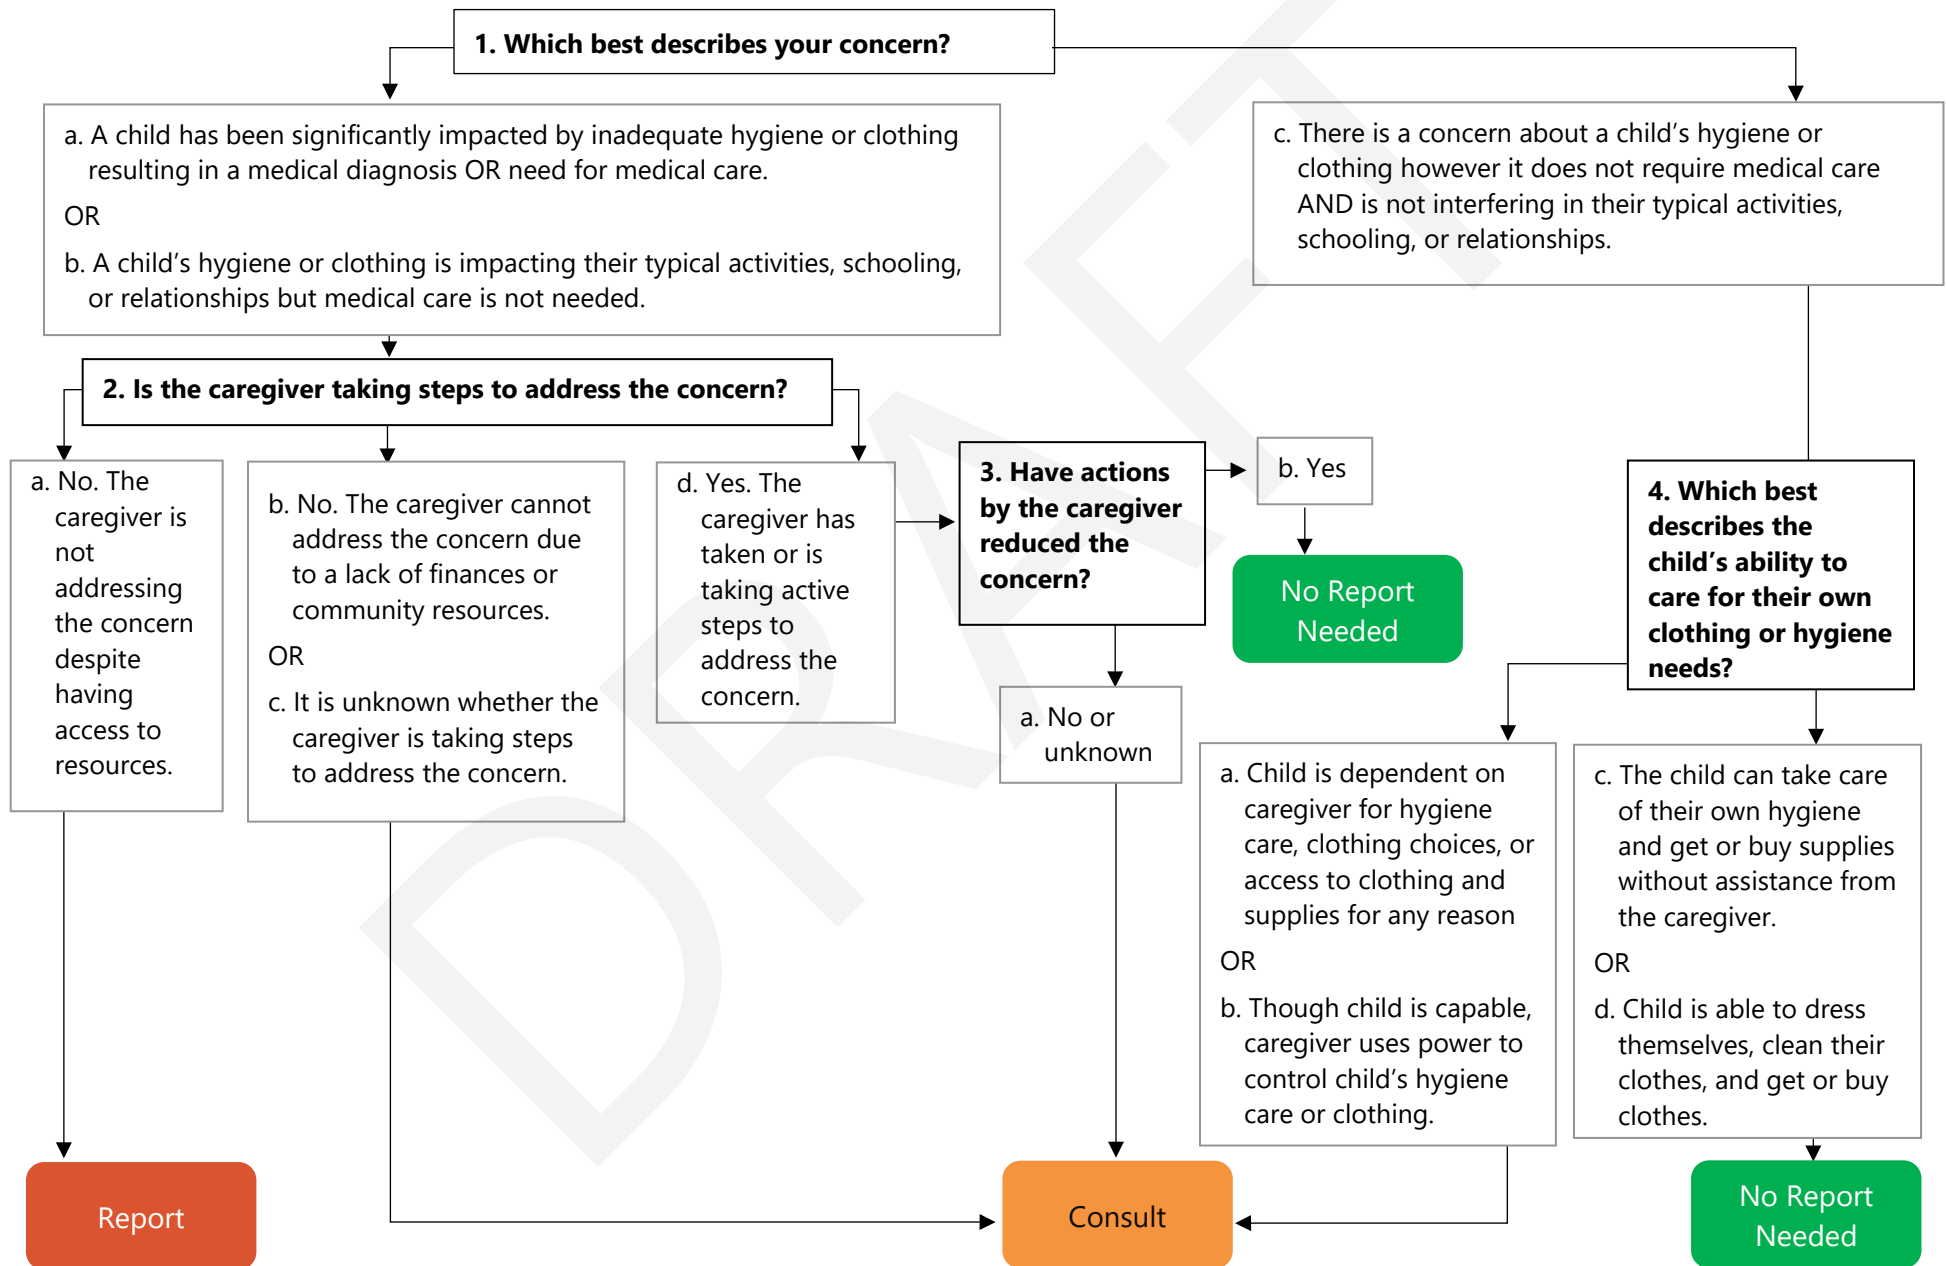 1. Which best describes your concern?
a. A child has been significantly impacted by inadequate hygiene or clothing
resulting in a medical diagnosis OR need for medical care.
OR
b. A child’s hygiene or clothing is impacting their typical activities, schooling,
or relationships but medical care is not needed.
c. There is a concern about a child’s hygiene or
clothing however it does not require medical care
AND is not interfering in their typical activities,
schooling, or relationships.
2. Is the caregiver taking steps to address the concern?
a. No. The
caregiver is
not
addressing
the concern
despite
having
access to
resources.
b. No. The caregiver cannot
address the concern due
to a lack of finances or
community resources.
OR
c. It is unknown whether the
caregiver is taking steps
to address the concern.
d. Yes. The
caregiver has
taken or is
taking active
steps to
address the
concern.
3. Have actions
by the caregiver
reduced the
concern?
b. Yes
No Report
Needed
a. No or
unknown
4. Which best
describes the
child’s ability to
care for their own
clothing or hygiene
needs?
a. Child is dependent on
caregiver for hygiene
care, clothing choices, or
access to clothing and
supplies for any reason
OR
b. Though child is capable,
caregiver uses power to
control child’s hygiene
care or clothing.
c. The child can take care
of their own hygiene
and get or buy supplies
without assistance from
the caregiver.
OR
d. Child is able to dress
themselves, clean their
clothes, and get or buy
clothes.
Report
Consult
No Report
Needed
DRAFT